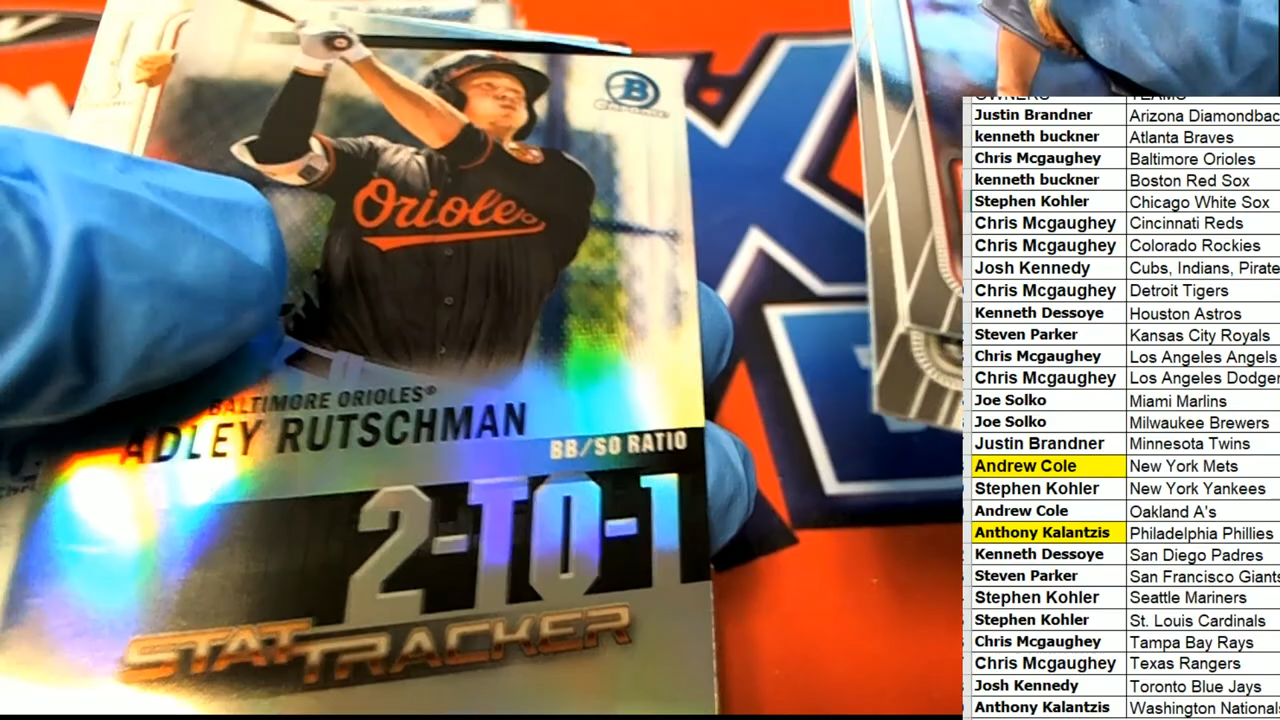 B
CHROME
Orioles
BALTIMORE ORIOLES®
ADLEY RUTSCHMAN
BB/SO RATIO
2-TO-1
STAT TRACKER
OWNERS TEAMS
Justin Brandner Arizona Diamondbac
kenneth buckner Atlanta Braves
Chris Mcgaughey Baltimore Orioles
kenneth buckner Boston Red Sox
Stephen Kohler Chicago White Sox
Chris Mcgaughey Cincinnati Reds
Chris Mcgaughey Colorado Rockies
Josh Kennedy Cubs, Indians, Pirate
Chris Mcgaughey Detroit Tigers
Kenneth Dessoye Houston Astros
Steven Parker Kansas City Royals
Chris Mcgaughey Los Angeles Angels
Chris Mcgaughey Los Angeles Dodger
Joe Solko Miami Marlins
Joe Solko Milwaukee Brewers
Justin Brandner Minnesota Twins
Andrew Cole New York Mets
Stephen Kohler New York Yankees
Andrew Cole Oakland A's
Anthony Kalantzis Philadelphia Phillies
Kenneth Dessoye San Diego Padres
Steven Parker San Francisco Giants
Stephen Kohler Seattle Mariners
Stephen Kohler St. Louis Cardinals
Chris Mcgaughey Tampa Bay Rays
Chris Mcgaughey Texas Rangers
Josh Kennedy Toronto Blue Jays
Anthony Kalantzis Washington National